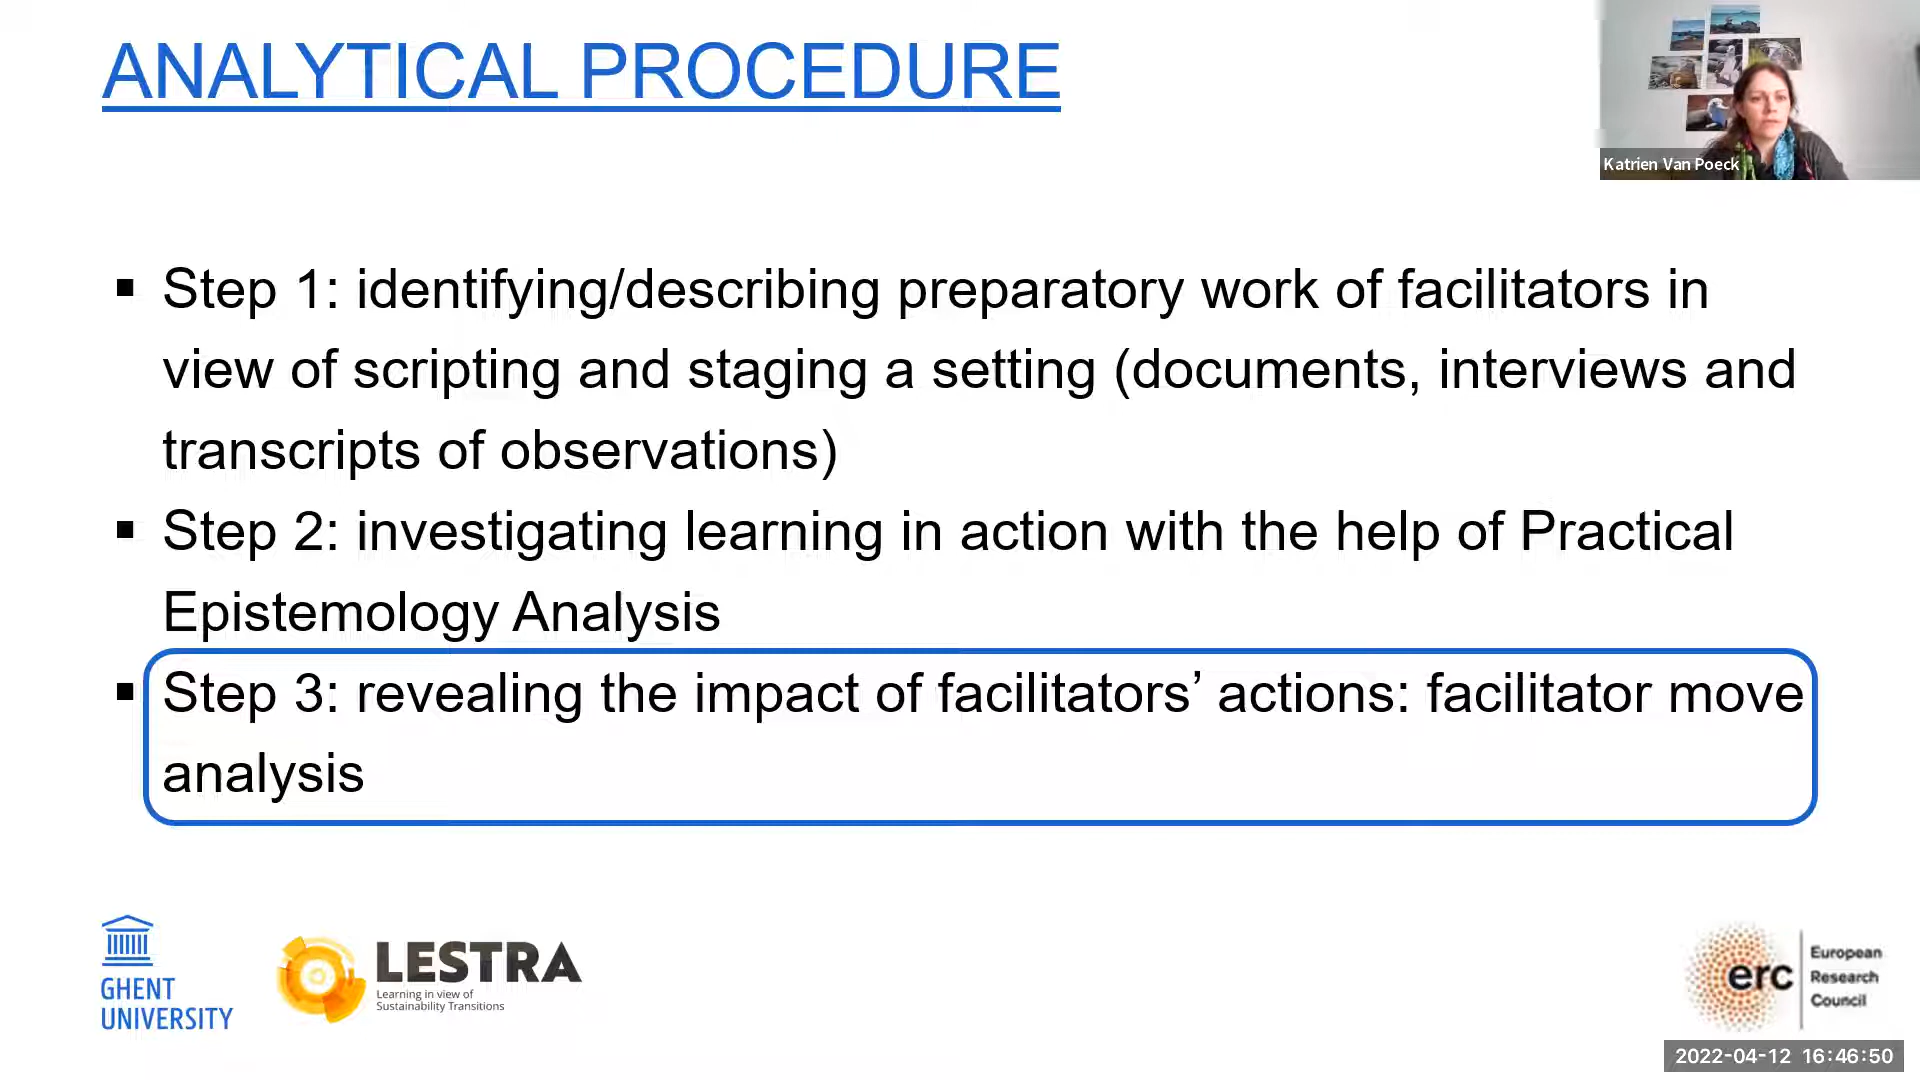 ANALYTICAL PROCEDURE
Katrien Van Poeck
▪ Step 1: identifying/describing preparatory work of facilitators in
view of scripting and staging a setting (documents, interviews and
transcripts of observations)
▪ Step 2: investigating learning in action with the help of Practical
Epistemology Analysis
▪ Step 3: revealing the impact of facilitators’ actions: facilitator move
analysis
GHENT
UNIVERSITY
LESTRA
Learning in view of
Sustainability Transitions
erc
European
Research
Council
2022-04-12 16:46:50